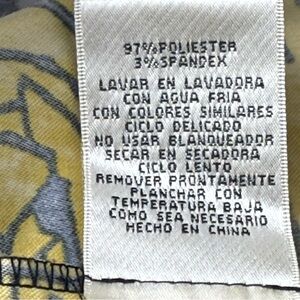 97%POLIESTER
3%SPANDEX
LAVAR EN LAVADORA
CON AGUA FRIA
CON COLORES SIMILARES
CICLO DELICADO
NO USAR BLANQUEADOR
SECAR EN SECADORA
CICLO LENTO
REMOVER PRONTAMENTE
PLANCHAR CON
TEMPERATURA BAJA
COMO SEA NECESARIO
HECHO EN CHINA